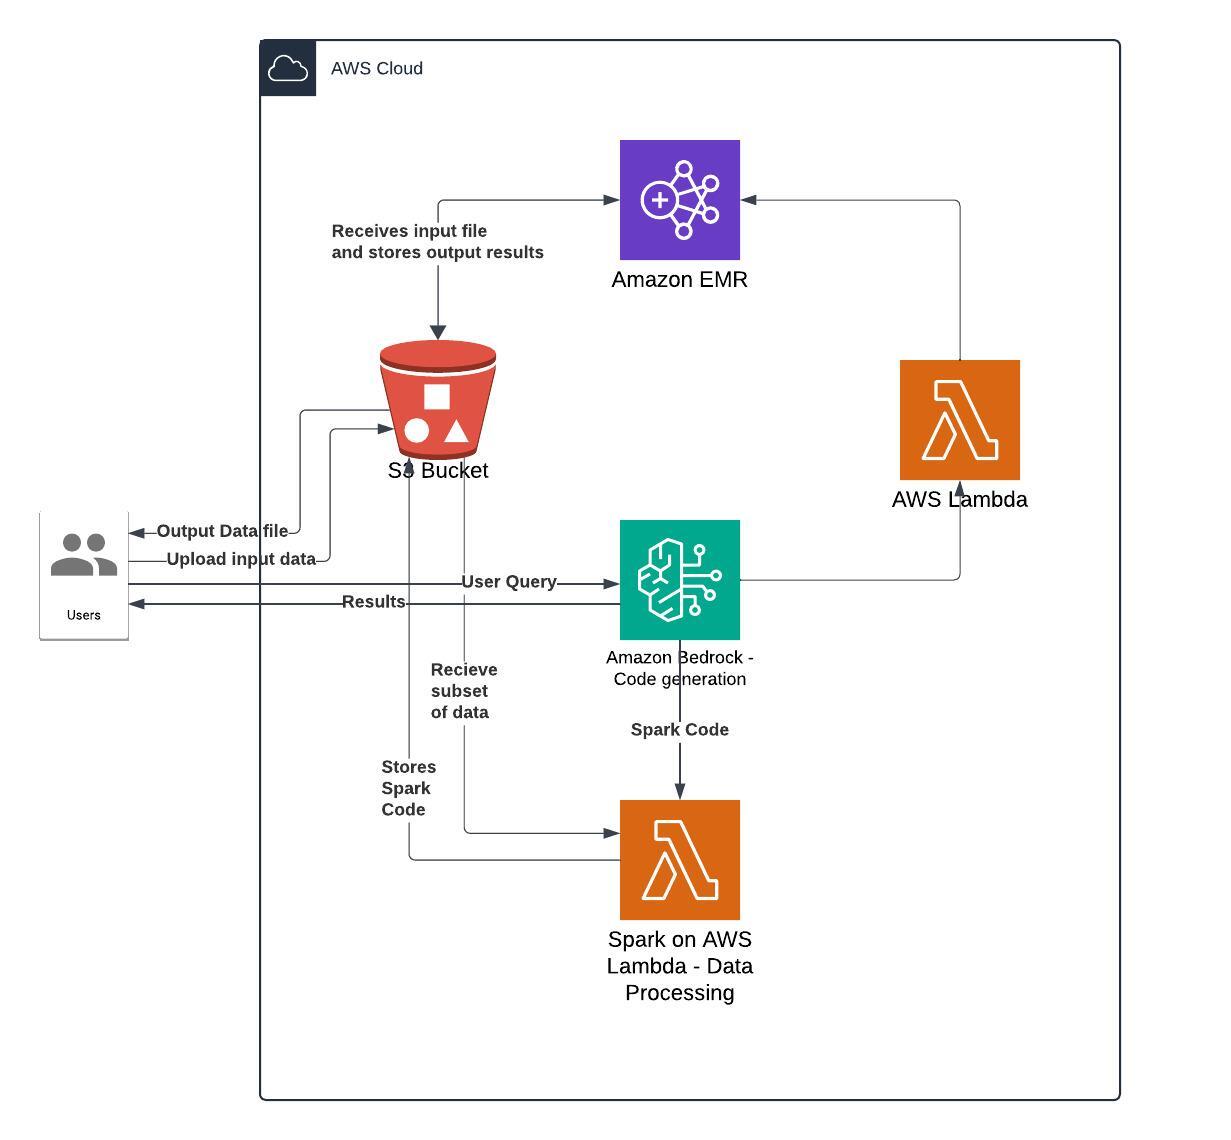 AWS Cloud
Receives input file
and stores output results
Amazon EMR
S3 Bucket
AWS Lambda
Output Data file
Upload input data
User Query
Results
Users
Amazon Bedrock -
Code generation
Recieve
subset
of data
Spark Code
Stores
Spark
Code
Spark on AWS
Lambda - Data
Processing